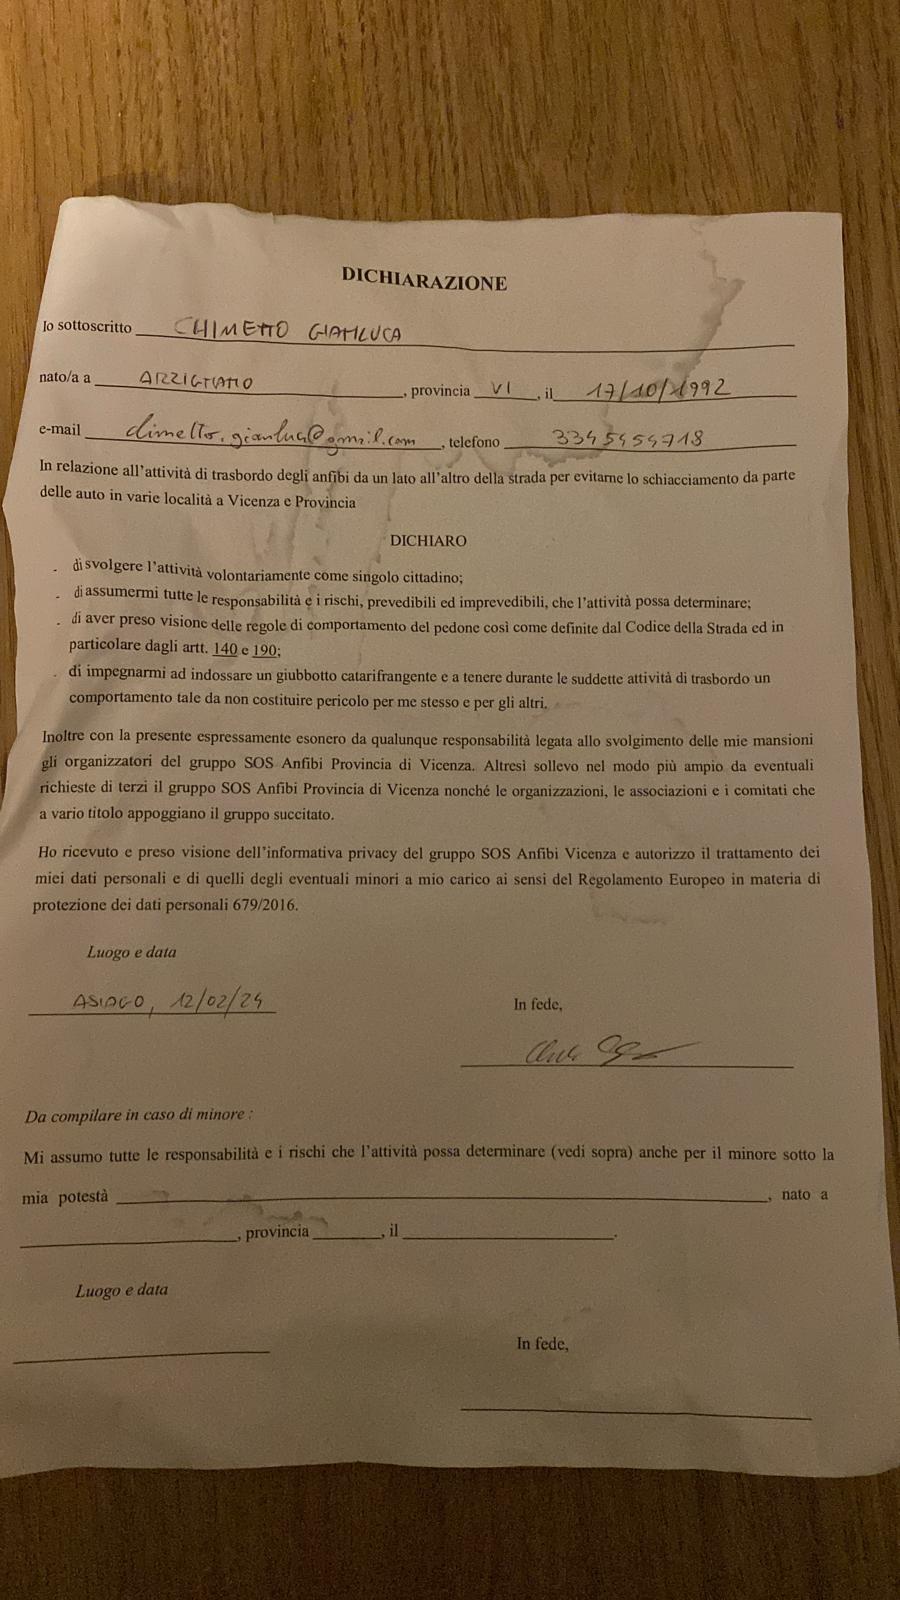 DICHIARAZIONE
Io sottoscritto CHIMETTO GIANLUCA
nato/a a ARZIGNANO , provincia VI , il 17/10/1992
e-mail chimetto.gianluca@gmail.com , telefono 3345454718
In relazione all’attività di trasbordo degli anfibi da un lato all’altro della strada per evitarne lo schiacciamento da parte
delle auto in varie località a Vicenza e Provincia
DICHIARO
- di svolgere l’attività volontariamente come singolo cittadino;
- di assumermi tutte le responsabilità e i rischi, prevedibili ed imprevedibili, che l’attività possa determinare;
- di aver preso visione delle regole di comportamento del pedone così come definite dal Codice della Strada ed in
particolare dagli artt. 140 e 190;
- di impegnarmi ad indossare un giubbotto catarifrangente e a tenere durante le suddette attività di trasbordo un
comportamento tale da non costituire pericolo per me stesso e per gli altri.
Inoltre con la presente espressamente esonero da qualunque responsabilità legata allo svolgimento delle mie mansioni
gli organizzatori del gruppo SOS Anfibi Provincia di Vicenza. Altresì sollevo nel modo più ampio da eventuali
richieste di terzi il gruppo SOS Anfibi Provincia di Vicenza nonché le organizzazioni, le associazioni e i comitati che
a vario titolo appoggiano il gruppo succitato.
Ho ricevuto e preso visione dell’informativa privacy del gruppo SOS Anfibi Vicenza e autorizzo il trattamento dei
miei dati personali e di quelli degli eventuali minori a mio carico ai sensi del Regolamento Europeo in materia di
protezione dei dati personali 679/2016.
Luogo e data
ASIAGO, 12/02/24
In fede,
Da compilare in caso di minore :
Mi assumo tutte le responsabilità e i rischi che l’attività possa determinare (vedi sopra) anche per il minore sotto la
mia potestà , nato a
, provincia , il .
Luogo e data
In fede,